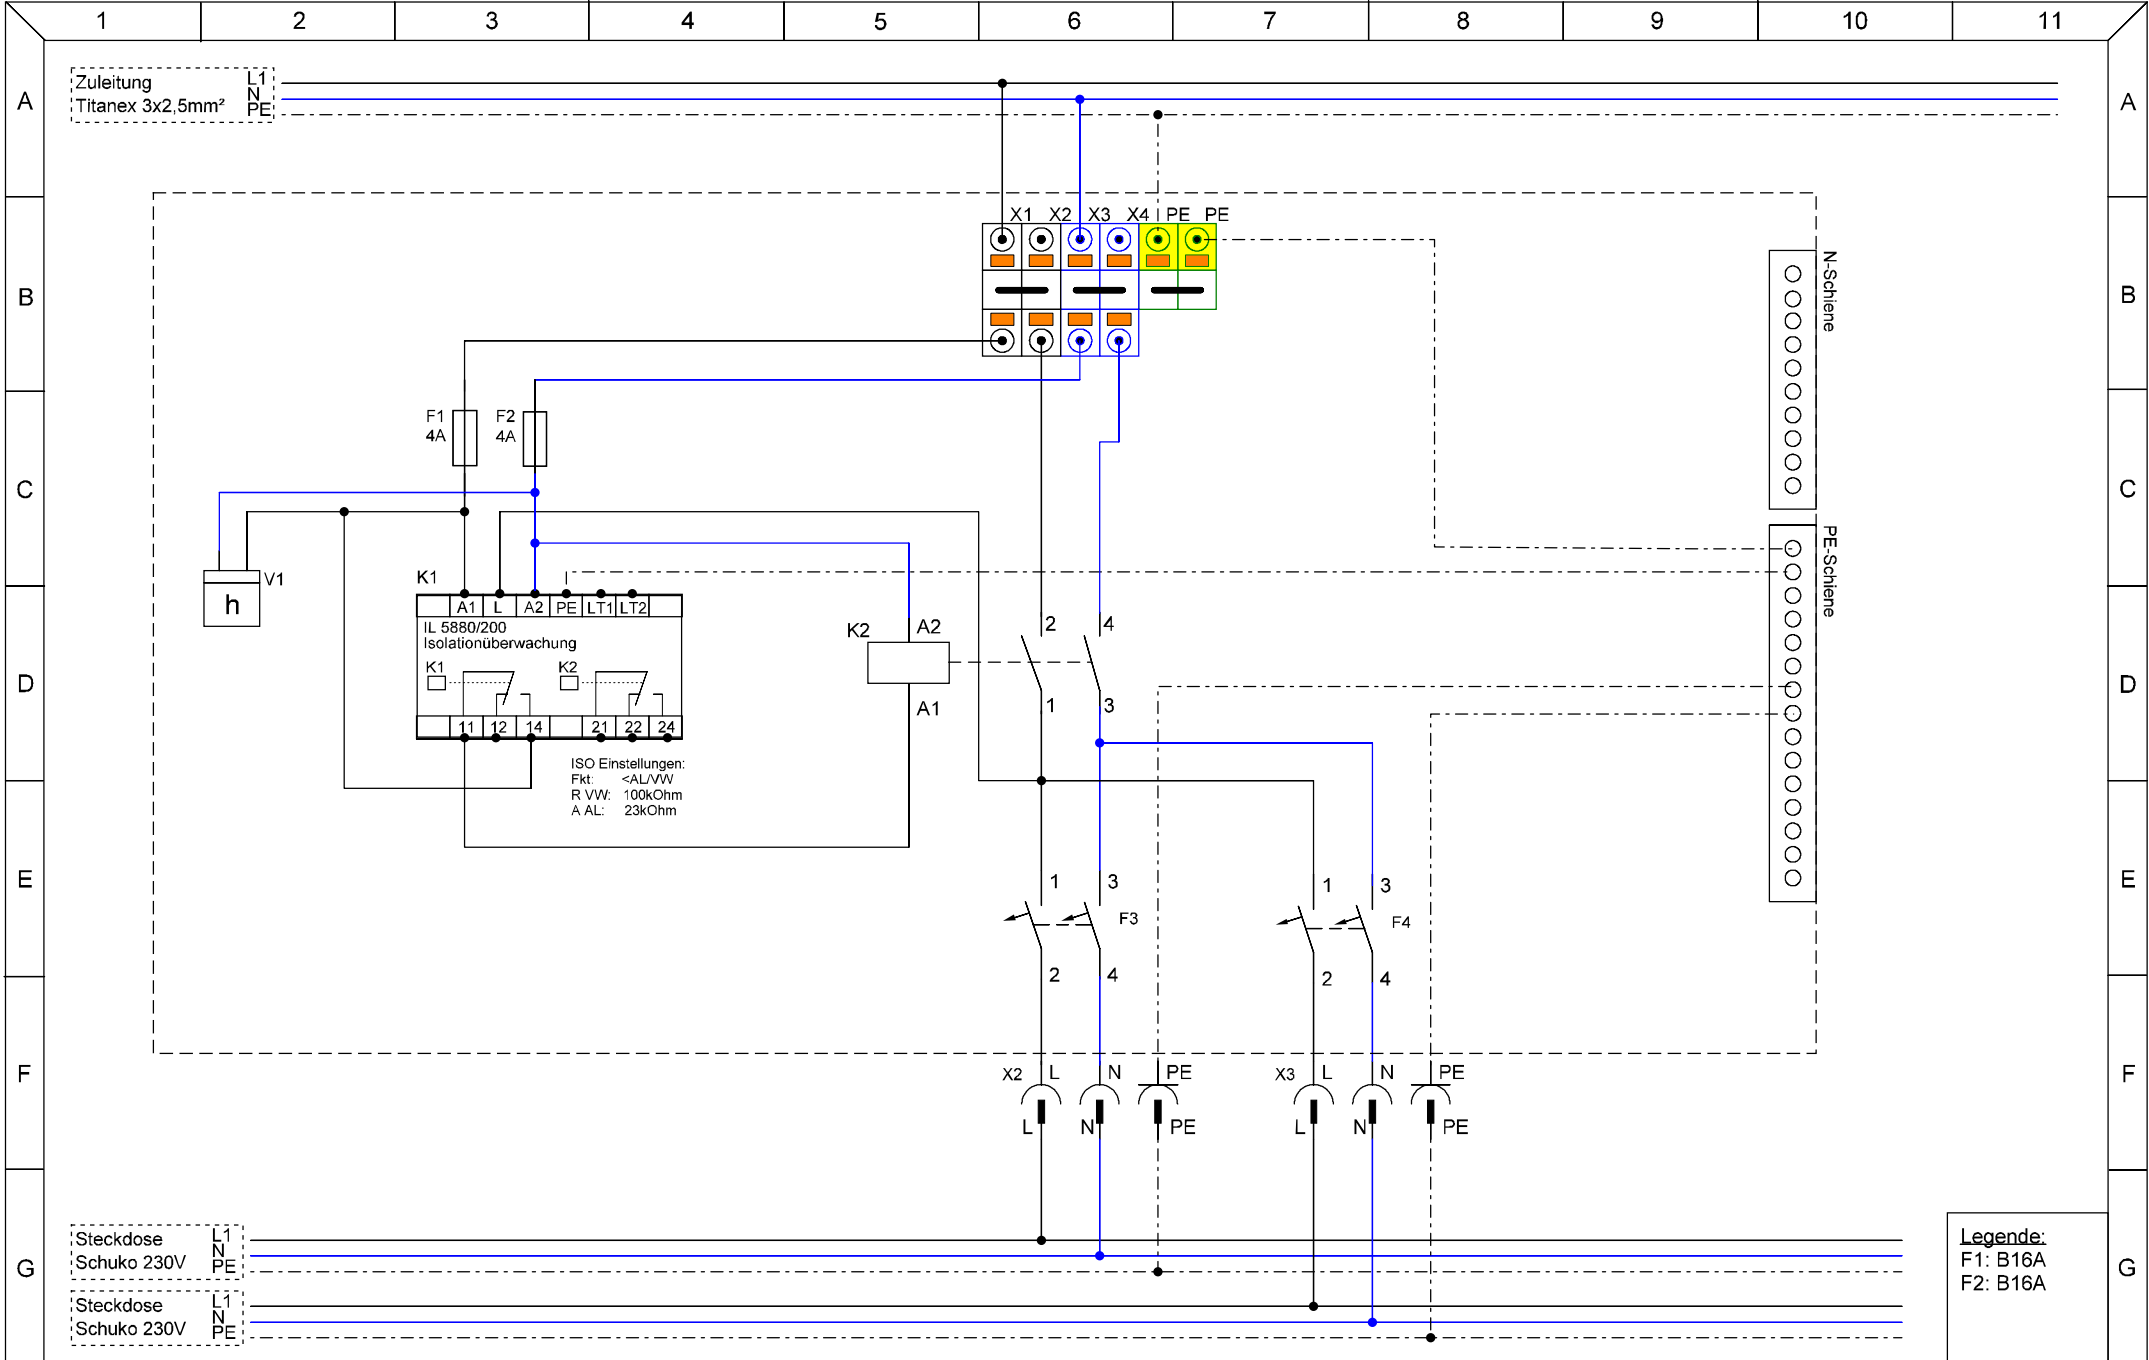 1 2 3 4 5 6 7 8 9 10 11
A A
Zuleitung L1
N
Titanex 3x2,5mm² PE
X1 X2 X3 X4 PE PE
B B
N-Schiene
F1 F2
4A 4A
C C
PE-Schiene
V1 K1
h
A1 L A2 PE LT1 LT2
IL 5880/200
Isolationüberwachung
K1 K2
K2 A2 2 4
D D
A1 1 3
11 12 14 21 22 24
ISO Einstellungen:
Fkt: <AL/VW
R VW: 100kOhm
A AL: 23kOhm
E E
1 3 1 3
F3 F4
2 4 2 4
F F
X2 L N PE X3 L N PE
L N PE L N PE
Steckdose L1
N
Schuko 230V PE
G G
Steckdose L1
N
Schuko 230V PE
Legende:
F1: B16A
F2: B16A